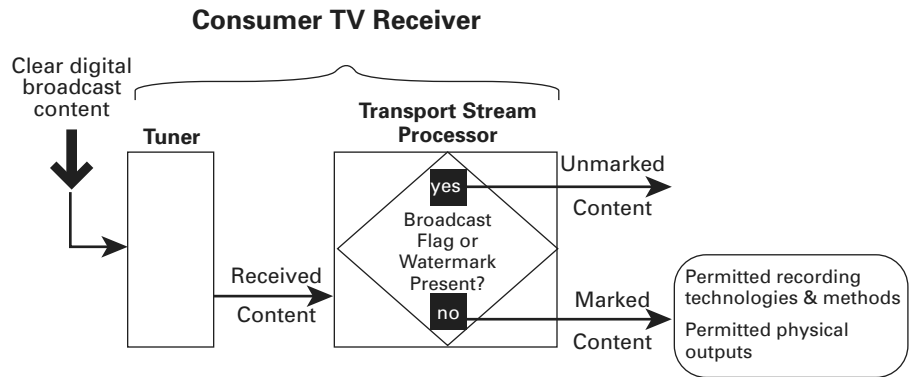 Consumer TV Receiver
Clear digital
broadcast
content
Tuner
Transport Stream
Processor
yes
Unmarked
Content
Broadcast
Flag or
Watermark
Present?
Received
Content
no
Marked
Content
Permitted recording
technologies & methods
Permitted physical
outputs